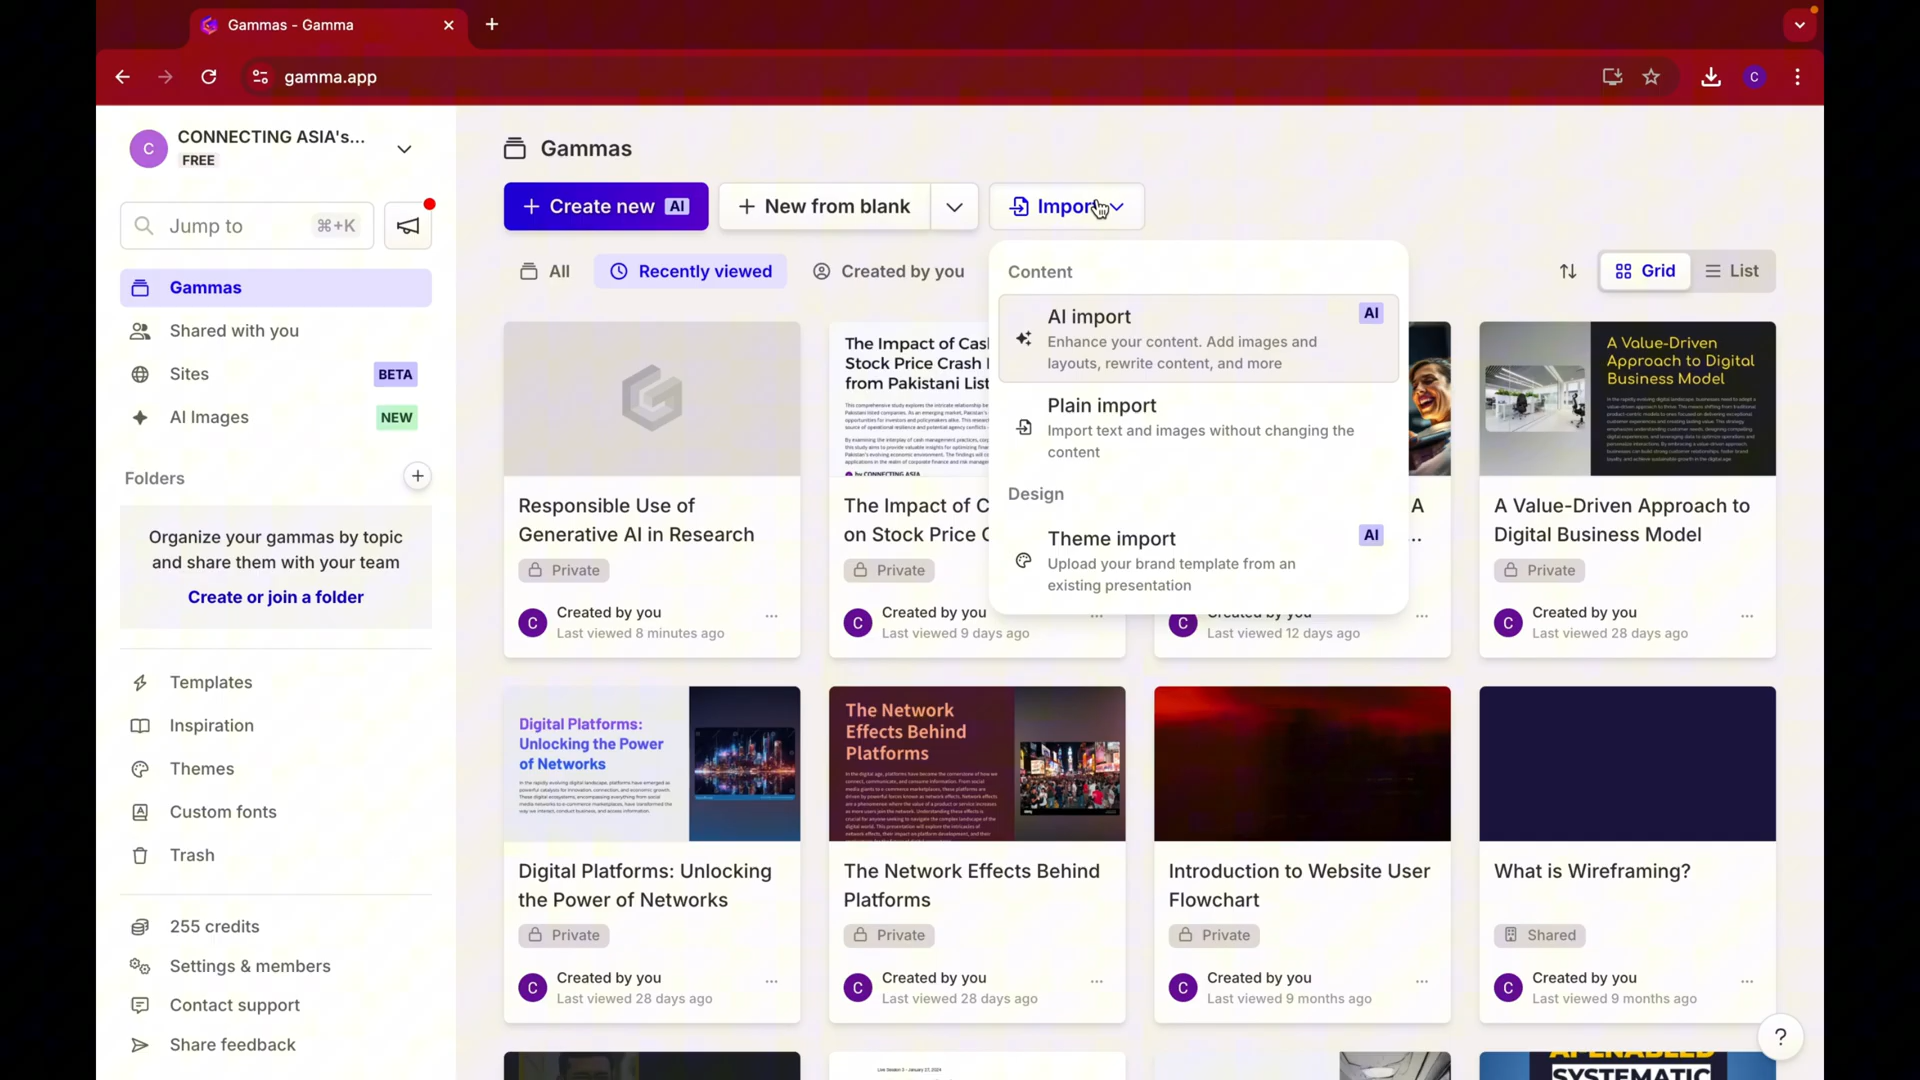 Gammas - Gamma
gamma.app
C
C
CONNECTING ASIA's...
FREE
Jump to
⌘+K
Gammas
Shared with you
Sites
BETA
AI Images
NEW
Folders
Organize your gammas by topic
and share them with your team
Create or join a folder
Templates
Inspiration
Themes
Custom fonts
Trash
255 credits
Settings & members
Contact support
Share feedback
Gammas
Create new AI
New from blank
Import
All
Recently viewed
Created by you
Grid
List
Content
AI import
AI
Enhance your content. Add images and
layouts, rewrite content, and more
Plain import
Import text and images without changing the
content
Design
Theme import
AI
Upload your brand template from an
existing presentation
Responsible Use of
Generative AI in Research
Private
C
Created by you
Last viewed 8 minutes ago
The Impact of Cas
Stock Price Crash
from Pakistani List
The Impact of C
on Stock Price C
Private
C
Created by you
Last viewed 9 days ago
A
...
C
Created by you
Last viewed 12 days ago
A Value-Driven
Approach to Digital
Business Model
A Value-Driven Approach to
Digital Business Model
Private
C
Created by you
Last viewed 28 days ago
Digital Platforms:
Unlocking the Power
of Networks
Digital Platforms: Unlocking
the Power of Networks
Private
C
Created by you
Last viewed 28 days ago
The Network
Effects Behind
Platforms
The Network Effects Behind
Platforms
Private
C
Created by you
Last viewed 28 days ago
Introduction to Website User
Flowchart
Private
C
Created by you
Last viewed 9 months ago
What is Wireframing?
Shared
C
Created by you
Last viewed 9 months ago
Live Session 3 - January 27, 2024
AI ENABLED
SYSTEMATIC
?